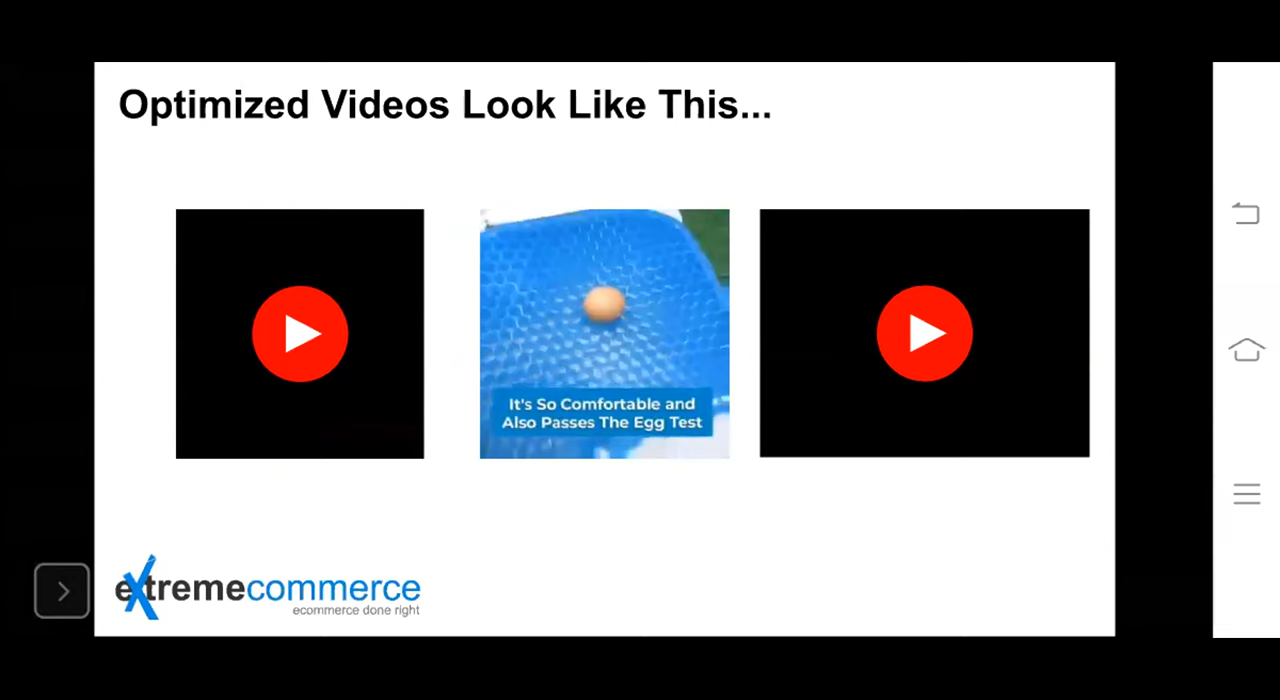 Optimized Videos Look Like This...
It's So Comfortable and
Also Passes The Egg Test
extremecommerce
ecommerce done right